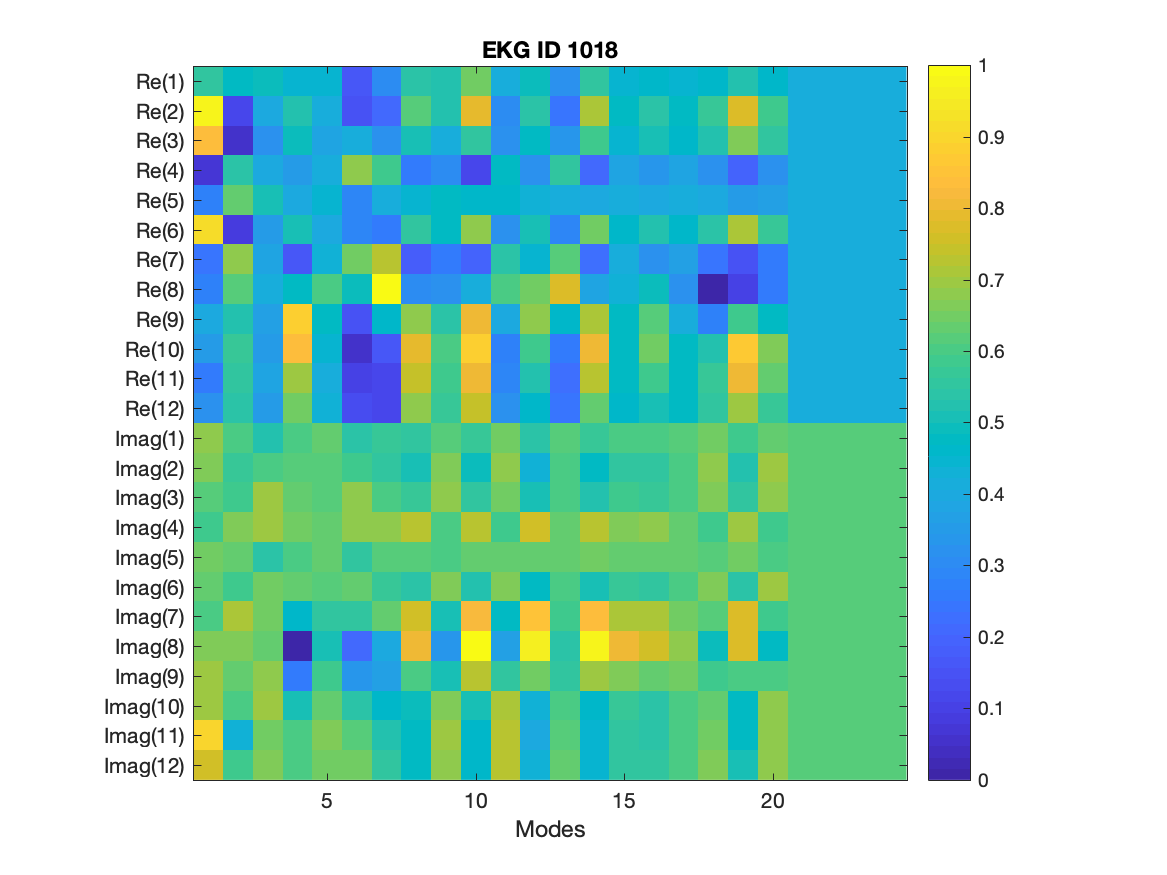 EKG ID 1018
Re(1)
Re(2)
Re(3)
Re(4)
Re(5)
Re(6)
Re(7)
Re(8)
Re(9)
Re(10)
Re(11)
Re(12)
Imag(1)
Imag(2)
Imag(3)
Imag(4)
Imag(5)
Imag(6)
Imag(7)
Imag(8)
Imag(9)
Imag(10)
Imag(11)
Imag(12)
5 10 15 20
Modes
1
0.9
0.8
0.7
0.6
0.5
0.4
0.3
0.2
0.1
0